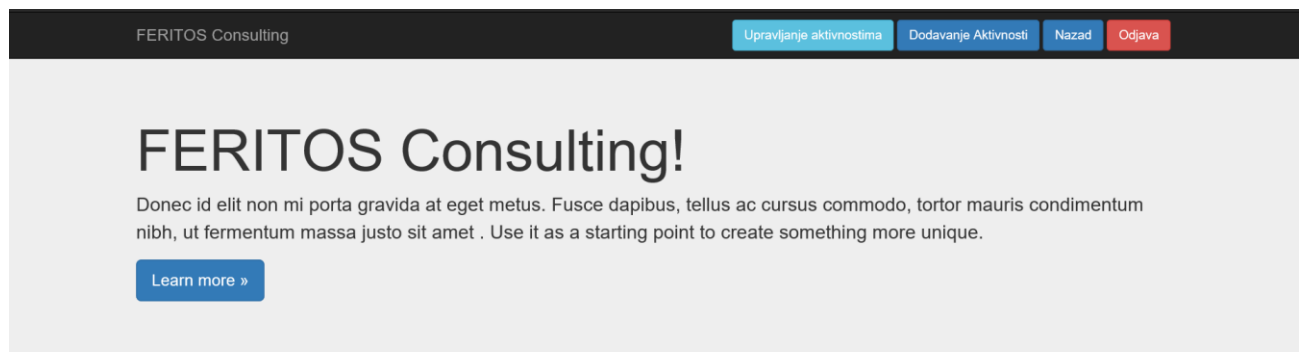 FERITOS Consulting
Upravljanje aktivnostima
Dodavanje Aktivnosti
Nazad
Odjava
FERITOS Consulting!
Donec id elit non mi porta gravida at eget metus. Fusce dapibus, tellus ac cursus commodo, tortor mauris condimentum
nibh, ut fermentum massa justo sit amet . Use it as a starting point to create something more unique.
Learn more »